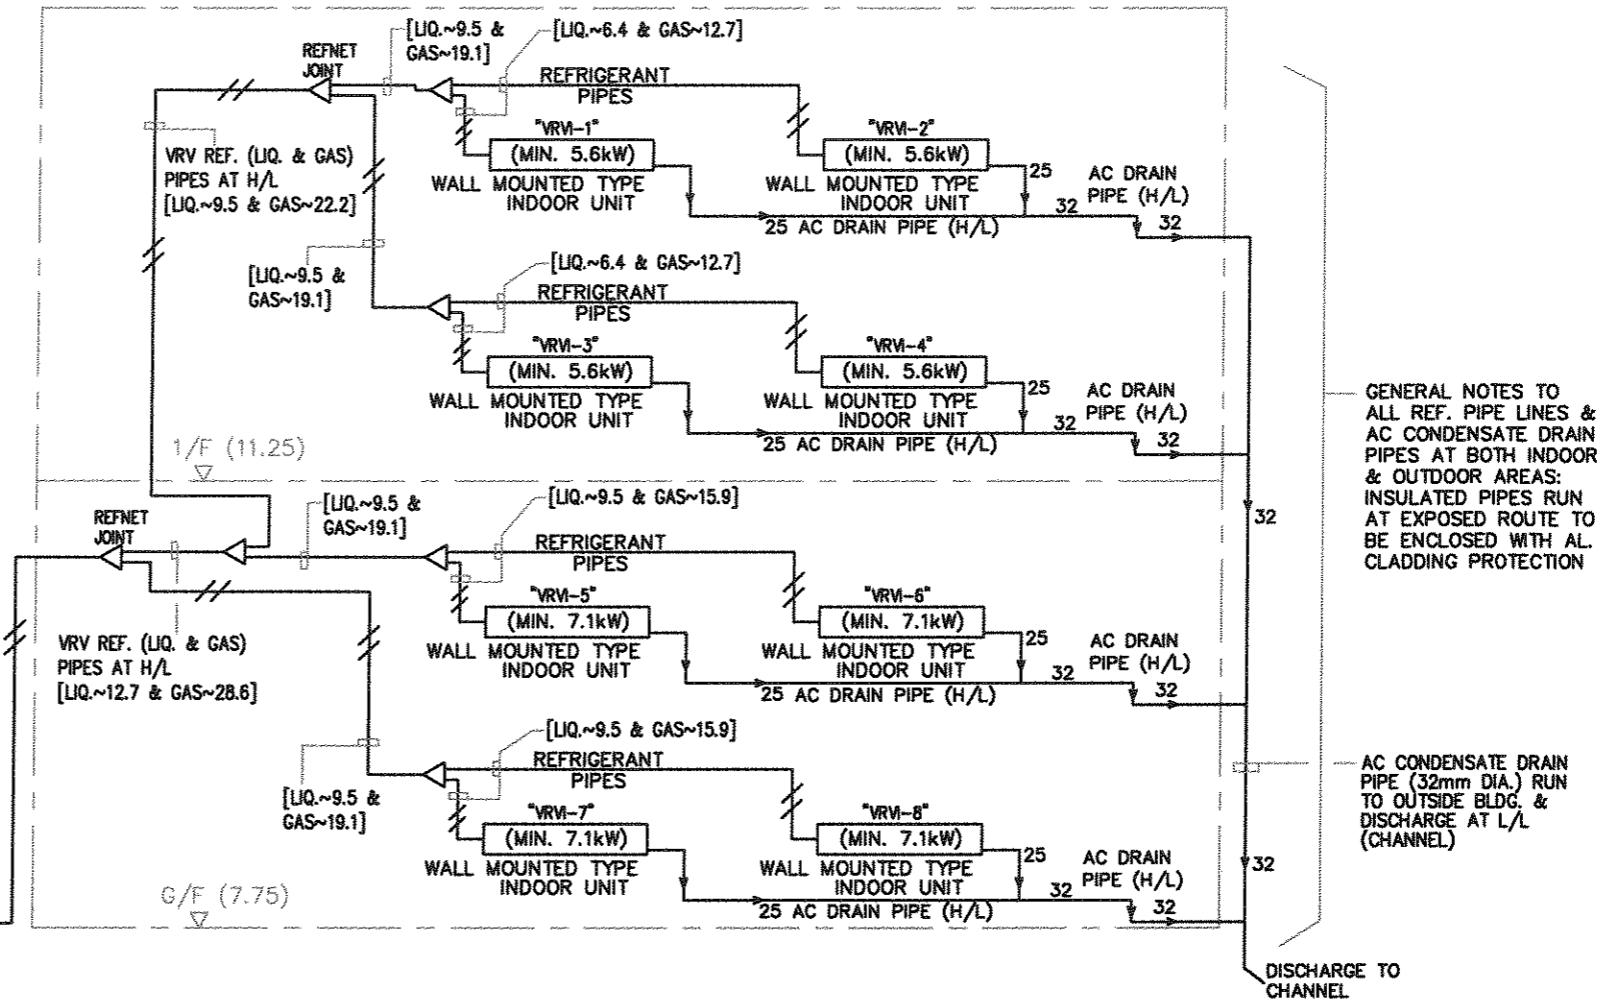 [LIQ.~9.5 &
GAS~19.1]
[LIQ.~6.4 & GAS~12.7]
REFNET
JOINT
REFRIGERANT
PIPES
"VRVI-1"
(MIN. 5.6kW)
WALL MOUNTED TYPE
INDOOR UNIT
"VRVI-2"
(MIN. 5.6kW)
WALL MOUNTED TYPE
INDOOR UNIT
25
AC DRAIN
PIPE (H/L)
32
32
25 AC DRAIN PIPE (H/L)
VRV REF. (LIQ. & GAS)
PIPES AT H/L
[LIQ.~9.5 & GAS~22.2]
[LIQ.~9.5 &
GAS~19.1]
[LIQ.~6.4 & GAS~12.7]
REFRIGERANT
PIPES
"VRVI-3"
(MIN. 5.6kW)
WALL MOUNTED TYPE
INDOOR UNIT
"VRVI-4"
(MIN. 5.6kW)
WALL MOUNTED TYPE
INDOOR UNIT
25
AC DRAIN
PIPE (H/L)
32
32
25 AC DRAIN PIPE (H/L)
1/F (11.25)
REFNET
JOINT
[LIQ.~9.5 &
GAS~19.1]
[LIQ.~9.5 & GAS~15.9]
REFRIGERANT
PIPES
"VRVI-5"
(MIN. 7.1kW)
WALL MOUNTED TYPE
INDOOR UNIT
"VRVI-6"
(MIN. 7.1kW)
WALL MOUNTED TYPE
INDOOR UNIT
25
AC DRAIN
PIPE (H/L)
32
32
25 AC DRAIN PIPE (H/L)
VRV REF. (LIQ. & GAS)
PIPES AT H/L
[LIQ.~12.7 & GAS~28.6]
[LIQ.~9.5 &
GAS~19.1]
[LIQ.~9.5 & GAS~15.9]
REFRIGERANT
PIPES
"VRVI-7"
(MIN. 7.1kW)
WALL MOUNTED TYPE
INDOOR UNIT
"VRVI-8"
(MIN. 7.1kW)
WALL MOUNTED TYPE
INDOOR UNIT
25
AC DRAIN
PIPE (H/L)
32
32
25 AC DRAIN PIPE (H/L)
G/F (7.75)
32
32
GENERAL NOTES TO
ALL REF. PIPE LINES &
AC CONDENSATE DRAIN
PIPES AT BOTH INDOOR
& OUTDOOR AREAS:
INSULATED PIPES RUN
AT EXPOSED ROUTE TO
BE ENCLOSED WITH AL.
CLADDING PROTECTION
AC CONDENSATE DRAIN
PIPE (32mm DIA.) RUN
TO OUTSIDE BLDG. &
DISCHARGE AT L/L
(CHANNEL)
DISCHARGE TO
CHANNEL